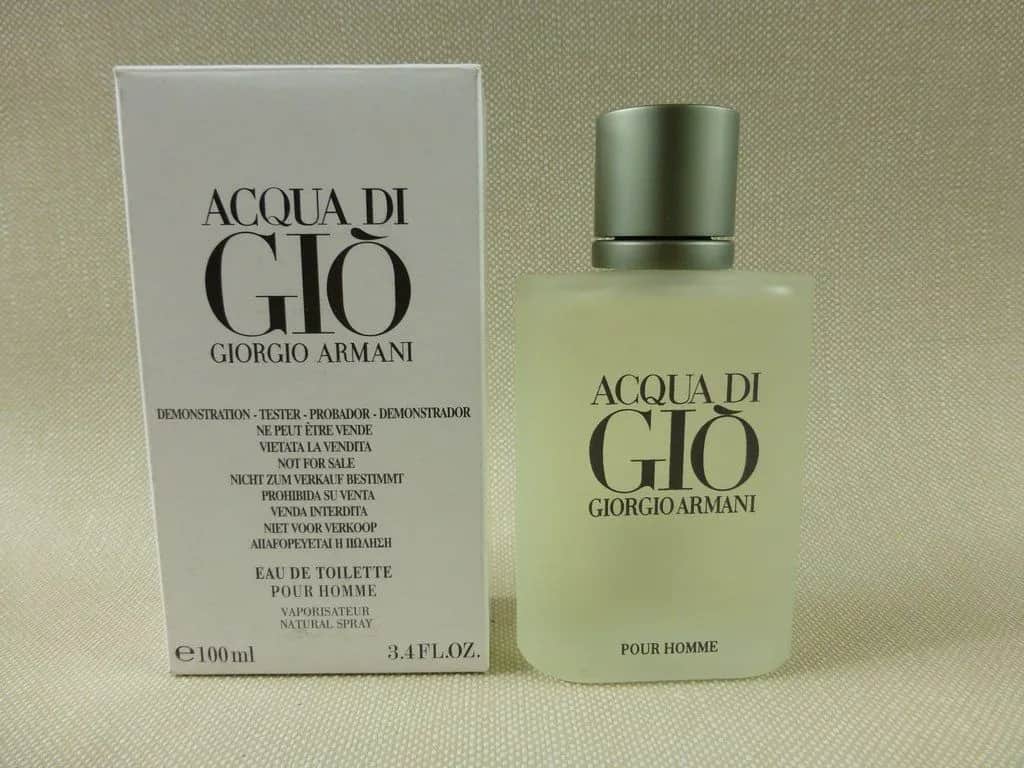 ACQUA DI
GIÒ
GIORGIO ARMANI
DEMONSTRATION - TESTER - PROBADOR - DEMONSTRADOR
NE PEUT ÊTRE VENDE
VIETATA LA VENDITA
NOT FOR SALE
NICHT ZUM VERKAUF BESTIMMT
PROHIBIDA SU VENTA
VENDA INTERDITA
NIET VOOR VERKOOP
ΑΠΑΓΟΡΕΥΕΤΑΙ Η ΠΩΛΗΣΗ
EAU DE TOILETTE
POUR HOMME
VAPORISATEUR
NATURAL SPRAY
℮100 ml 3.4 FL.OZ.
ACQUA DI
GIÒ
GIORGIO ARMANI
POUR HOMME